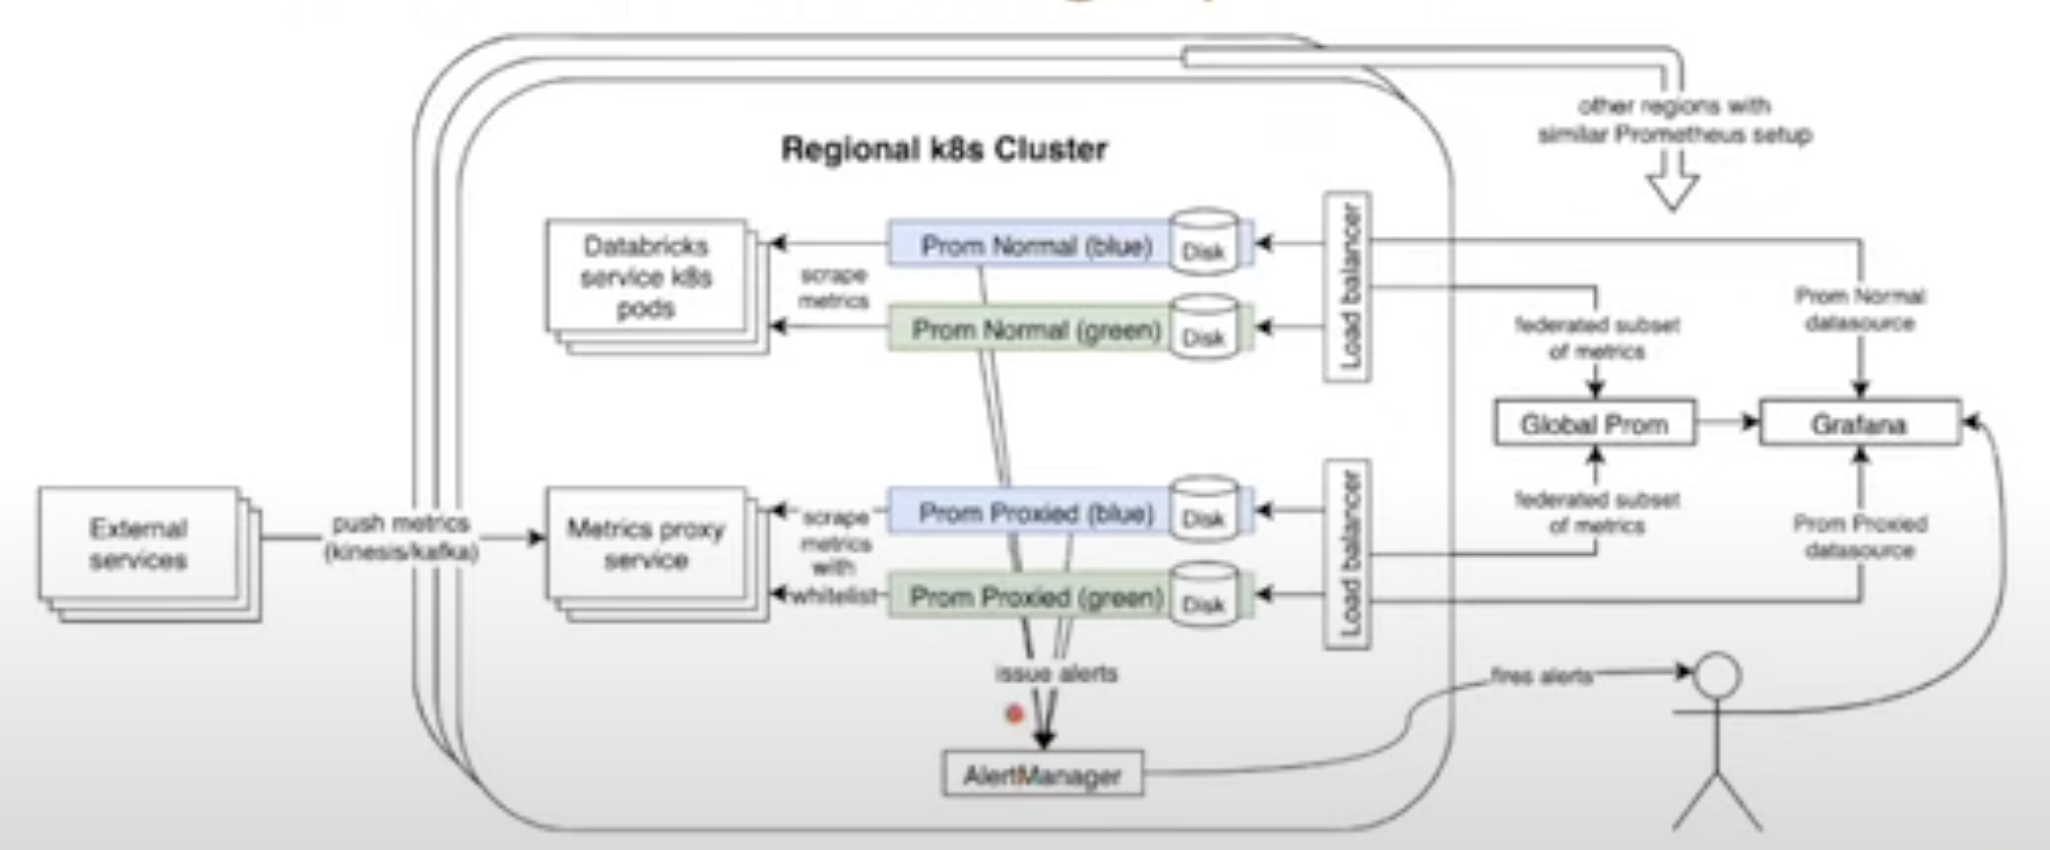 Regional k8s Cluster
other regions with
similar Prometheus setup
Databricks
service k8s
pods
scrape
metrics
Prom Normal (blue)
Disk
Prom Normal (green)
Disk
Load balancer
federated subset
of metrics
Prom Normal
datasource
Global Prom
Grafana
External
services
push metrics
(kinesis/kafka)
Metrics proxy
service
scrape
metrics
with
whitelist
Prom Proxied (blue)
Disk
Prom Proxied (green)
Disk
Load balancer
federated subset
of metrics
Prom Proxied
datasource
issue alerts
fires alerts
AlertManager